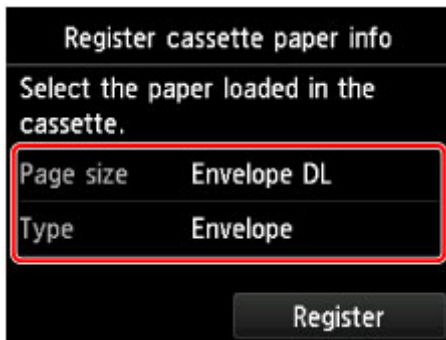 Register cassette paper info
Select the paper loaded in the
cassette.
Page size Envelope DL
Type Envelope
Register